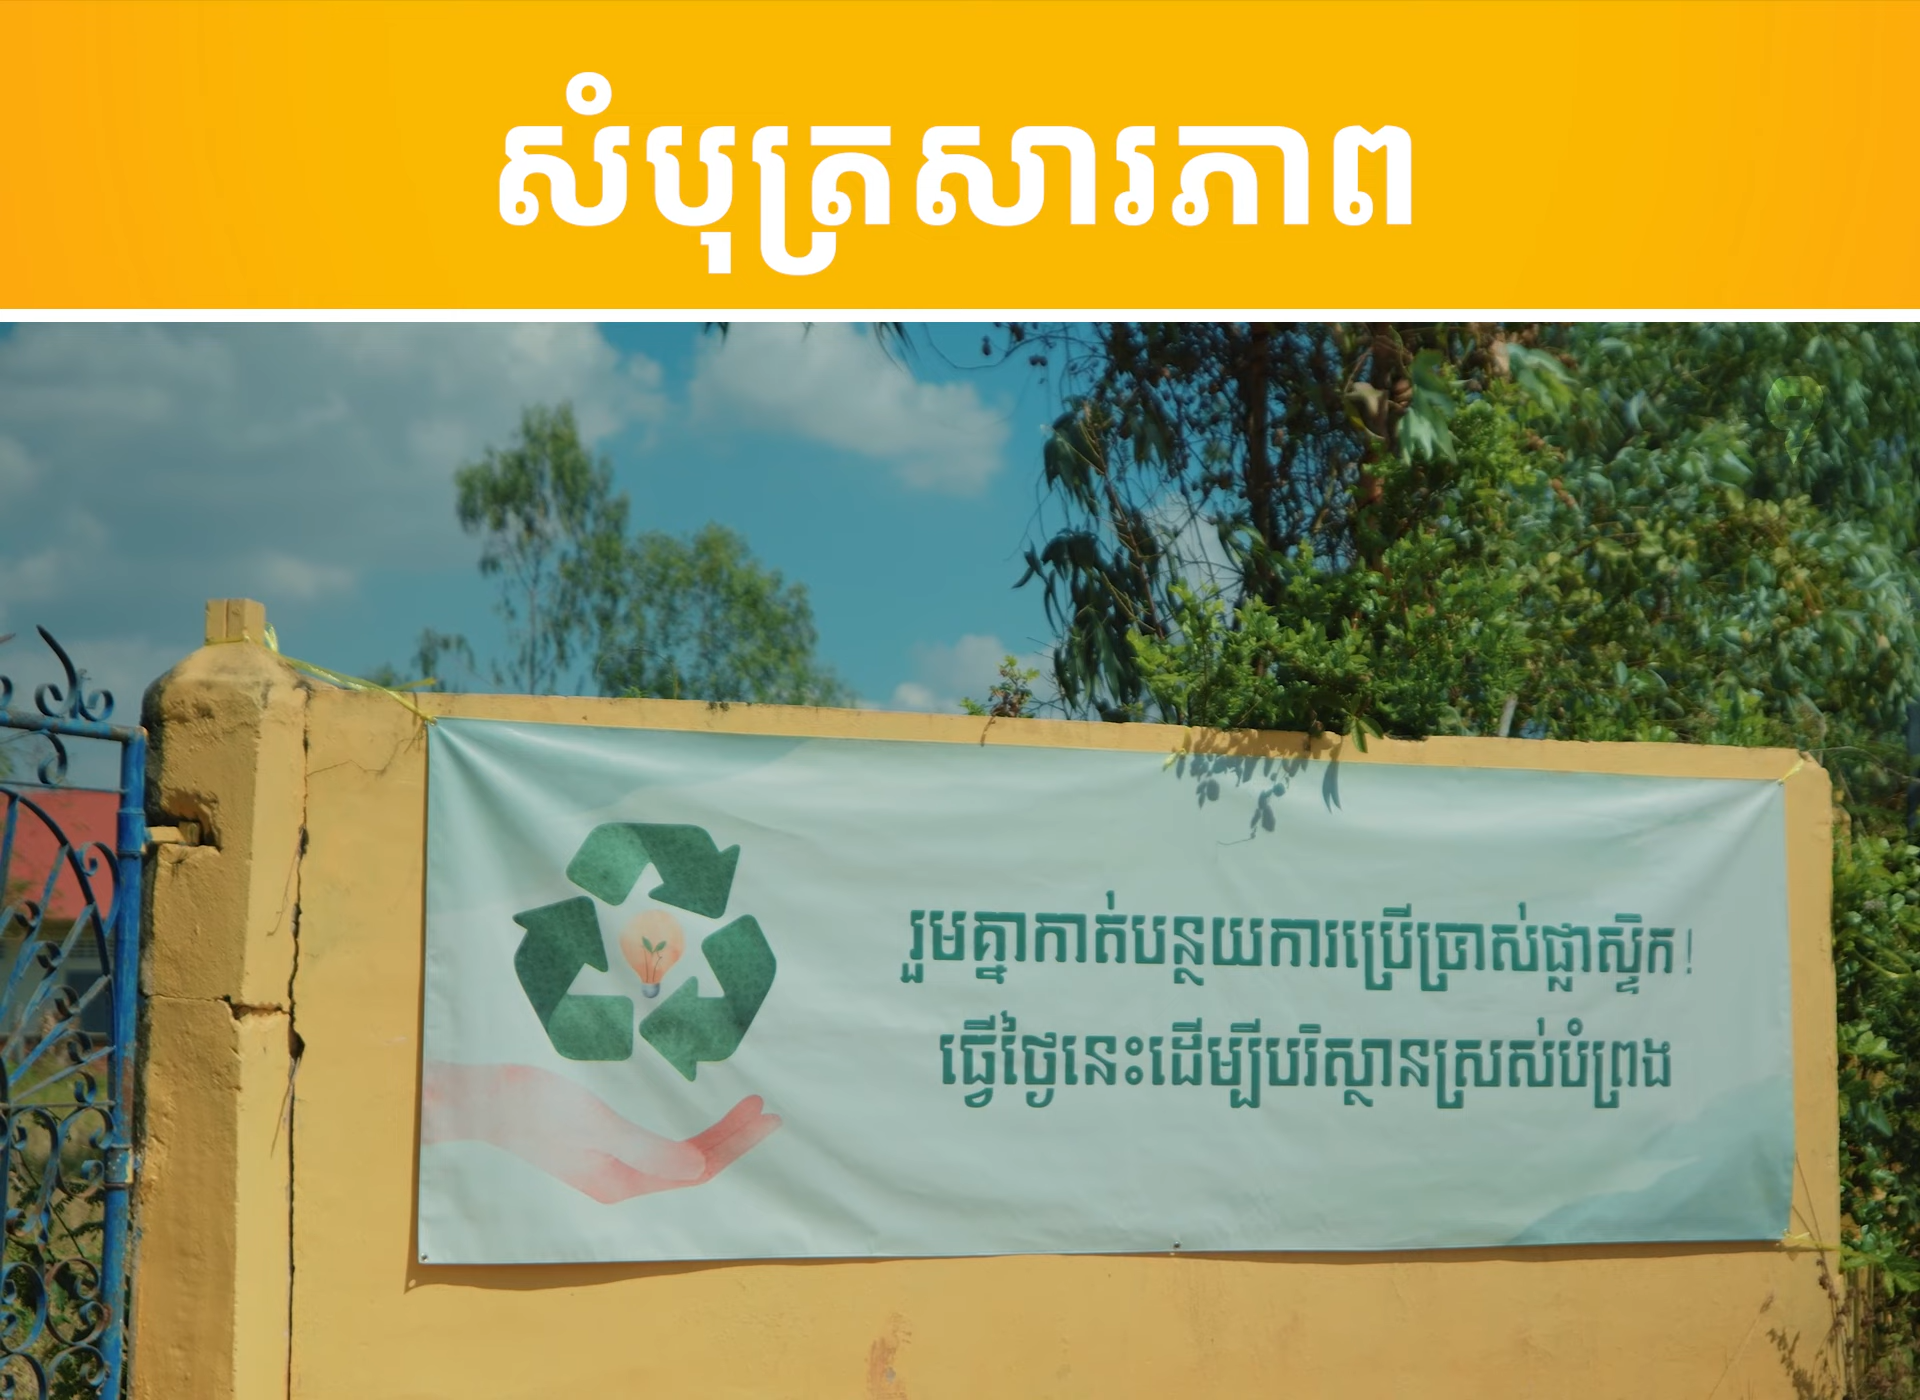 សំបុត្រសារភាព
រួមគ្នាកាត់បន្ថយការប្រើប្រាស់ផ្លាស្ទិក!
ធ្វើថ្ងៃនេះដើម្បីបរិស្ថានស្រស់បំព្រង